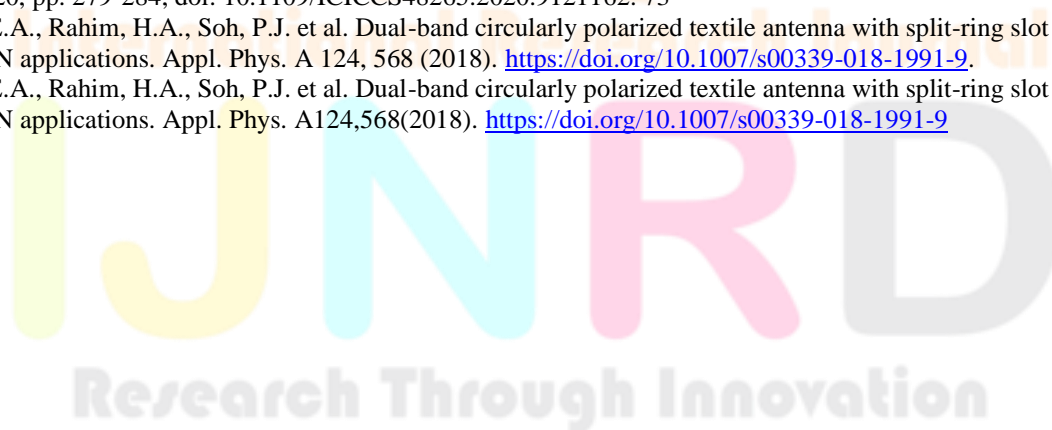 pp. 279-284, doi: 10.1109/ICICCS48265.2020.9121162. 73
E.A., Rahim, H.A., Soh, P.J. et al. Dual-band circularly polarized textile antenna with split-ring slot
N applications. Appl. Phys. A 124, 568 (2018). https://doi.org/10.1007/s00339-018-1991-9.
E.A., Rahim, H.A., Soh, P.J. et al. Dual-band circularly polarized textile antenna with split-ring slot
N applications. Appl. Phys. A124,568(2018). https://doi.org/10.1007/s00339-018-1991-9
IJNRD
Research Through Innovation